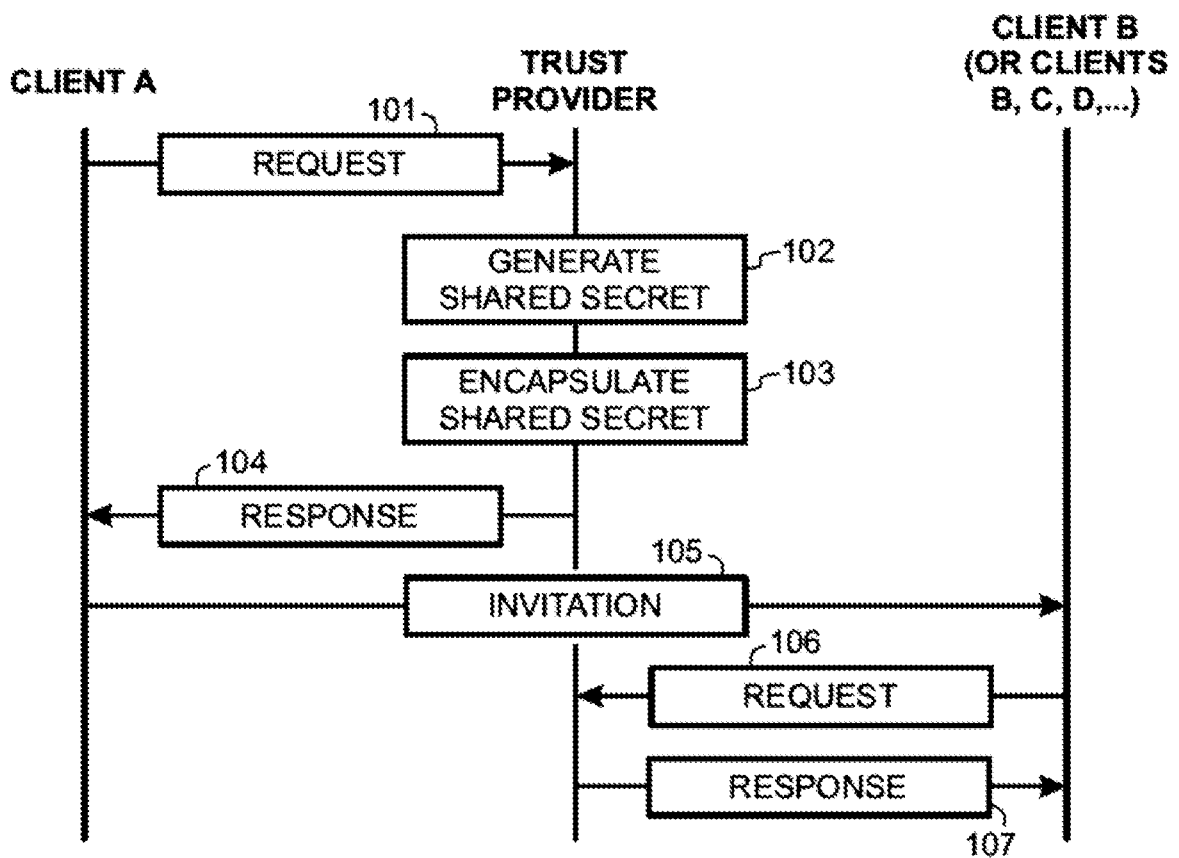 CLIENT A
TRUST
PROVIDER
CLIENT B
(OR CLIENTS
B, C, D,...)
101
REQUEST
GENERATE
SHARED SECRET
102
ENCAPSULATE
SHARED SECRET
103
104
RESPONSE
105
INVITATION
106
REQUEST
RESPONSE
107